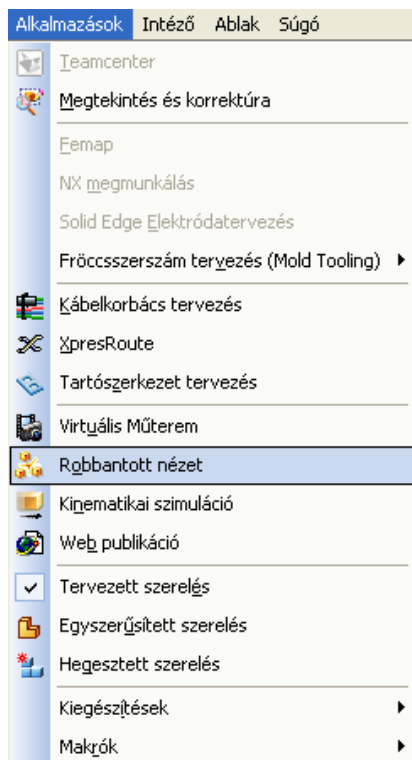 Alkalmazások Intéző Ablak Súgó
Teamcenter
Megtekintés és korrektúra
Femap
NX megmunkálás
Solid Edge Elektródatervezés
Fröccsszerszám tervezés (Mold Tooling)
Kábelkorbács tervezés
XpresRoute
Tartószerkezet tervezés
Virtuális Műterem
Robbantott nézet
Kinematikai szimuláció
Web publikáció
Tervezett szerelés
Egyszerűsített szerelés
Hegesztett szerelés
Kiegészítések
Makrók